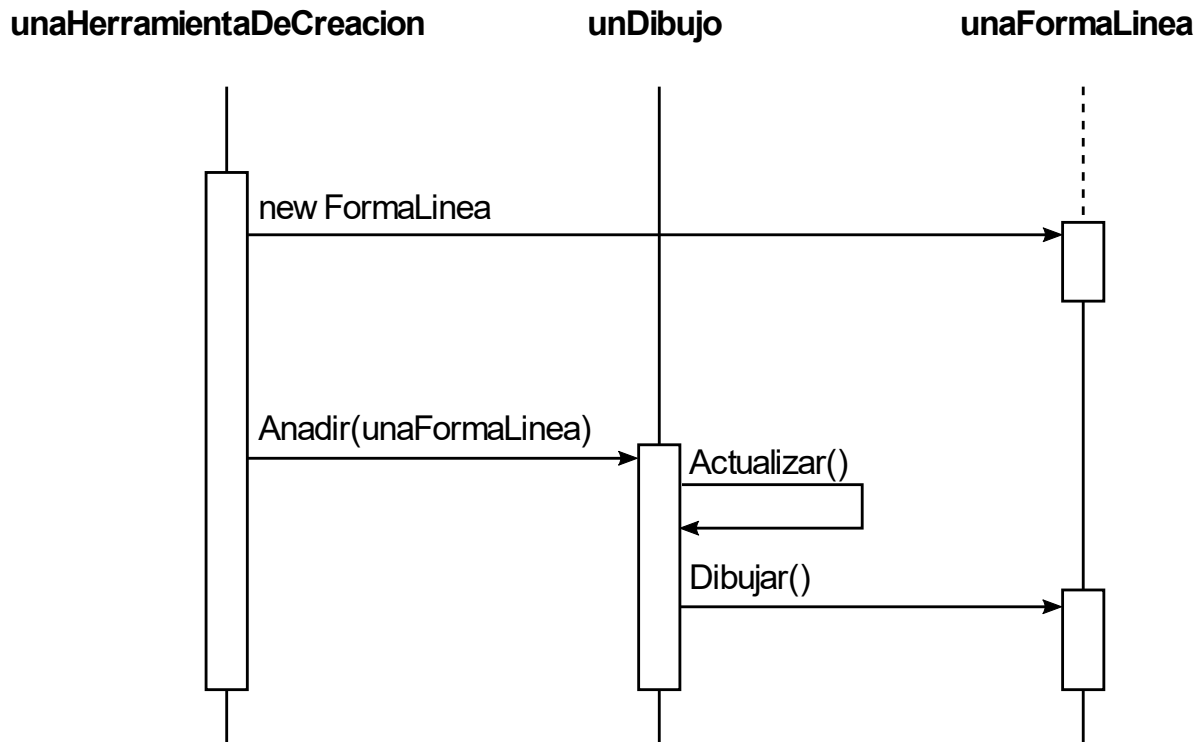 unaHerramientaDeCreacion
unDibujo
unaFormaLinea
new FormaLinea
Anadir(unaFormaLinea)
Actualizar()
Dibujar()